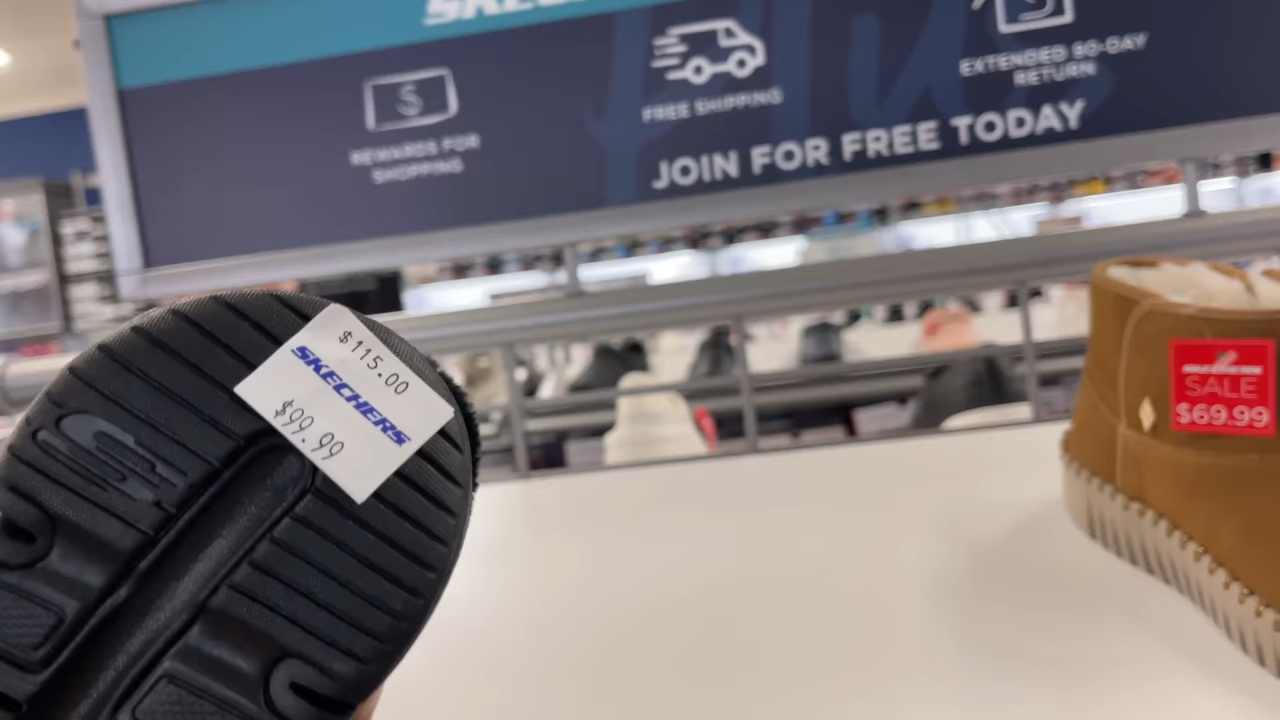 SKECHERS
REWARDS FOR
SHOPPING
FREE SHIPPING
EXTENDED 90-DAY
RETURN
JOIN FOR FREE TODAY
$115.00
SKECHERS
$99.99
SALE
$69.99